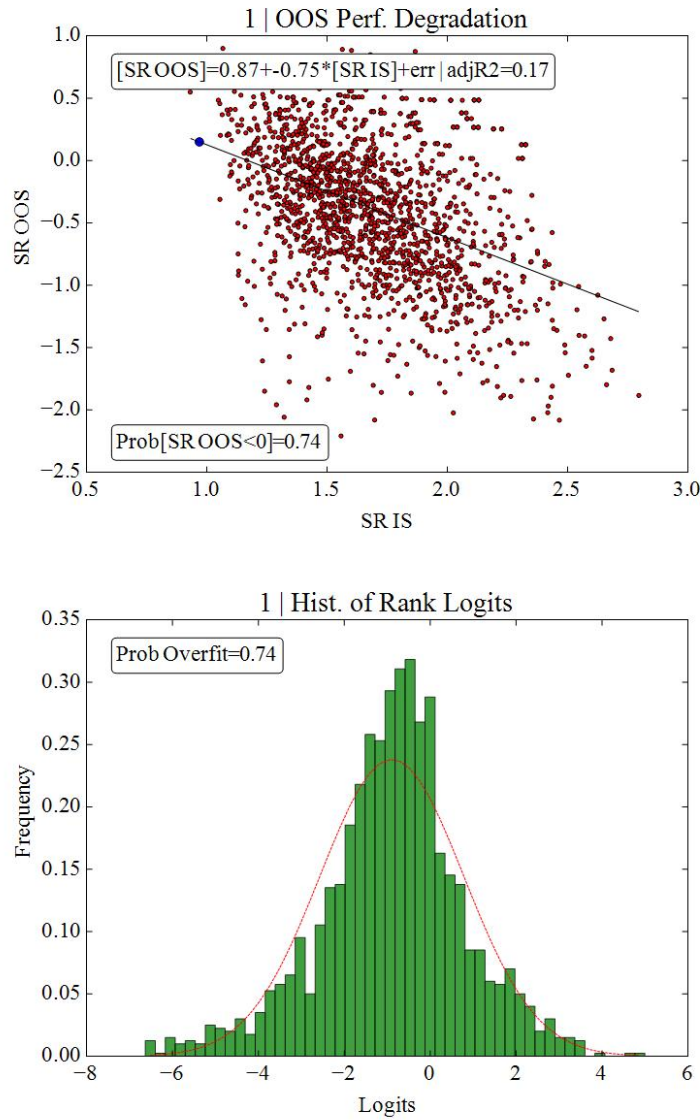 1 | OOS Perf. Degradation
[SR OOS]=0.87+-0.75*[SR IS]+err | adjR2=0.17
1.0
0.5
0.0
−0.5
−1.0
−1.5
−2.0
−2.5
SR OOS
Prob[SR OOS<0]=0.74
0.5 1.0 1.5 2.0 2.5 3.0
SR IS
1 | Hist. of Rank Logits
Prob Overfit=0.74
0.35
0.30
0.25
0.20
0.15
0.10
0.05
0.00
Frequency
−8 −6 −4 −2 0 2 4 6
Logits